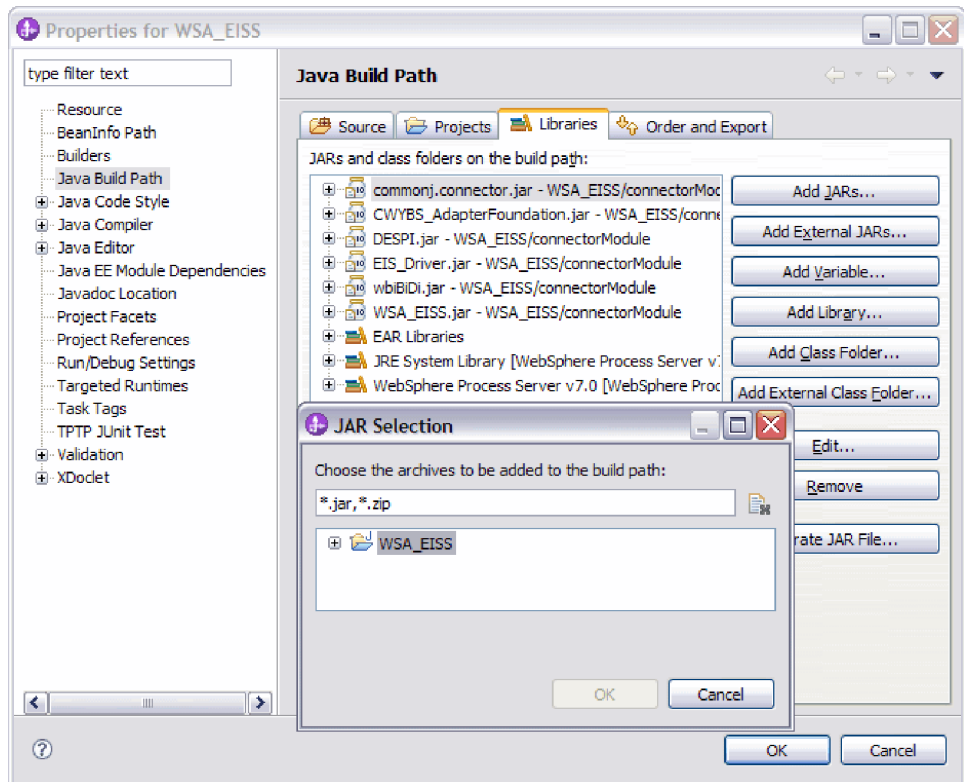 Properties for WSA_EISS
type filter text
Resource
BeanInfo Path
Builders
Java Build Path
Java Code Style
Java Compiler
Java Editor
Java EE Module Dependencies
Javadoc Location
Project Facets
Project References
Run/Debug Settings
Targeted Runtimes
Task Tags
TPTP JUnit Test
Validation
XDoclet
Java Build Path
Source
Projects
Libraries
Order and Export
JARs and class folders on the build path:
commonj.connector.jar - WSA_EISS/connectorMod
CWYBS_AdapterFoundation.jar - WSA_EISS/conne
DESPI.jar - WSA_EISS/connectorModule
EIS_Driver.jar - WSA_EISS/connectorModule
wbiBiDi.jar - WSA_EISS/connectorModule
WSA_EISS.jar - WSA_EISS/connectorModule
EAR Libraries
JRE System Library [WebSphere Process Server v7
WebSphere Process Server v7.0 [WebSphere Proc
Add JARs...
Add External JARs...
Add Variable...
Add Library...
Add Class Folder...
Add External Class Folder...
Edit...
Remove
rate JAR File...
JAR Selection
Choose the archives to be added to the build path:
*.jar,*.zip
WSA_EISS
OK
Cancel
?
OK
Cancel